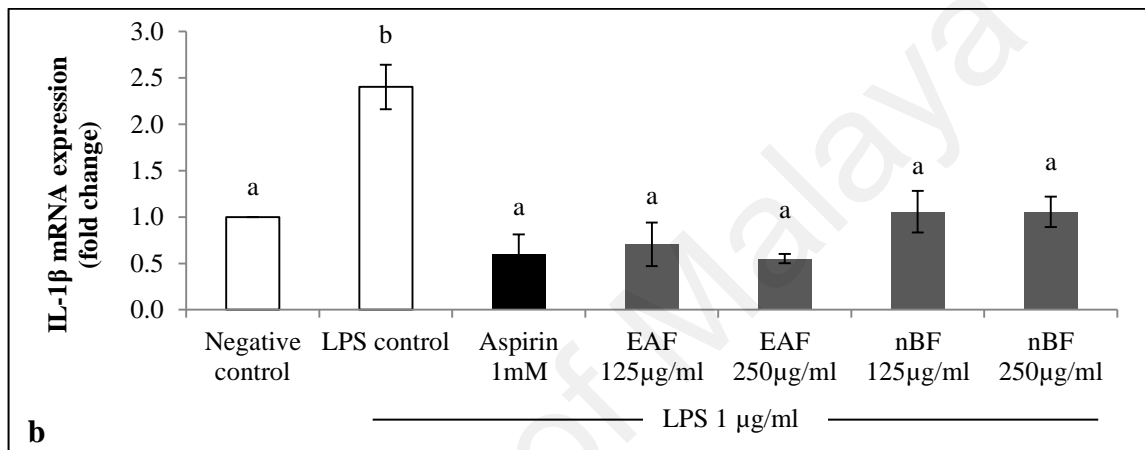 IL-1β mRNA expression
(fold change)
3.0
2.5
2.0
1.5
1.0
0.5
0.0
a
b
a
a
a
a
a
Negative
control
LPS control
Aspirin
1mM
EAF
125µg/ml
EAF
250µg/ml
nBF
125µg/ml
nBF
250µg/ml
LPS 1 µg/ml
b
of Malaya